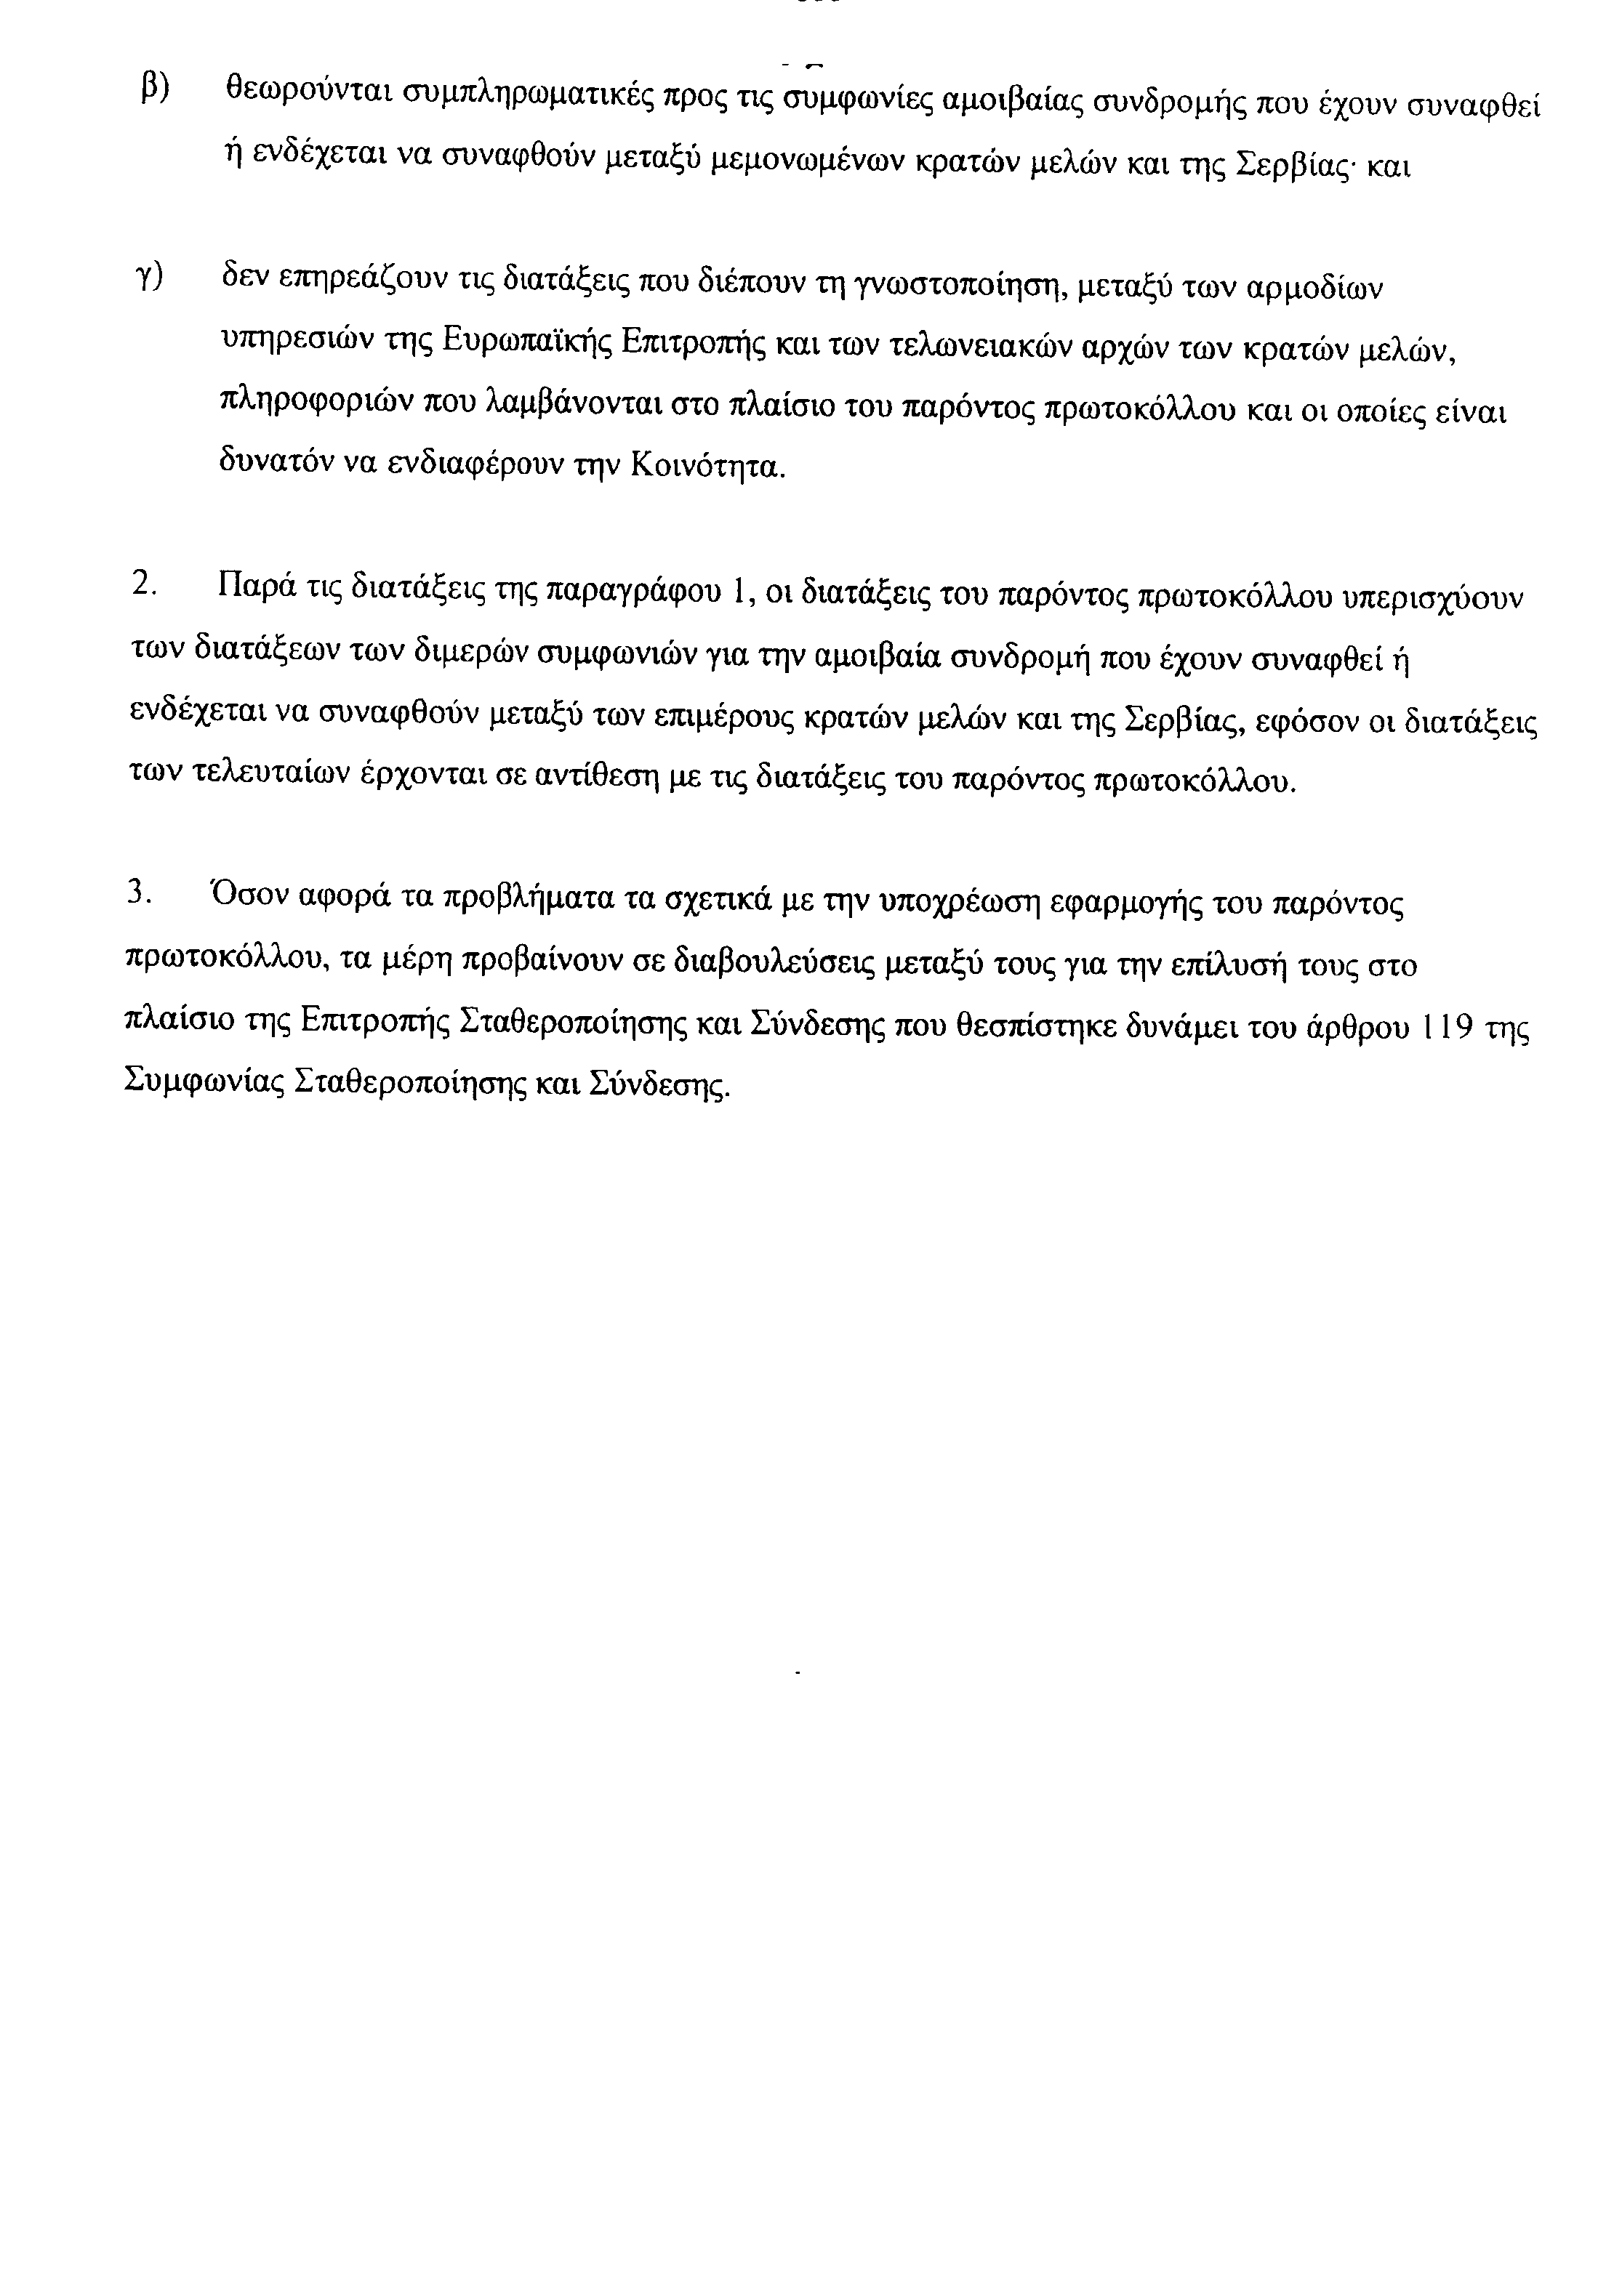 β) θεωρούνται συμπληρωματικές προς τις συμφωνίες αμοιβαίας συνδρομής που έχουν συναφθεί
ή ενδέχεται να συναφθούν μεταξύ μεμονωμένων κρατών μελών και της Σερβίας· και
γ) δεν επηρεάζουν τις διατάξεις που διέπουν τη γνωστοποίηση, μεταξύ των αρμοδίων
υπηρεσιών της Ευρωπαϊκής Επιτροπής και των τελωνειακών αρχών των κρατών μελών,
πληροφοριών που λαμβάνονται στο πλαίσιο του παρόντος πρωτοκόλλου και οι οποίες είναι
δυνατόν να ενδιαφέρουν την Κοινότητα.
2. Παρά τις διατάξεις της παραγράφου 1, οι διατάξεις του παρόντος πρωτοκόλλου υπερισχύουν
των διατάξεων των διμερών συμφωνιών για την αμοιβαία συνδρομή που έχουν συναφθεί ή
ενδέχεται να συναφθούν μεταξύ των επιμέρους κρατών μελών και της Σερβίας, εφόσον οι διατάξεις
των τελευταίων έρχονται σε αντίθεση με τις διατάξεις του παρόντος πρωτοκόλλου.
3. Όσον αφορά τα προβλήματα τα σχετικά με την υποχρέωση εφαρμογής του παρόντος
πρωτοκόλλου, τα μέρη προβαίνουν σε διαβουλεύσεις μεταξύ τους για την επίλυσή τους στο
πλαίσιο της Επιτροπής Σταθεροποίησης και Σύνδεσης που θεσπίστηκε δυνάμει του άρθρου 119 της
Συμφωνίας Σταθεροποίησης και Σύνδεσης.